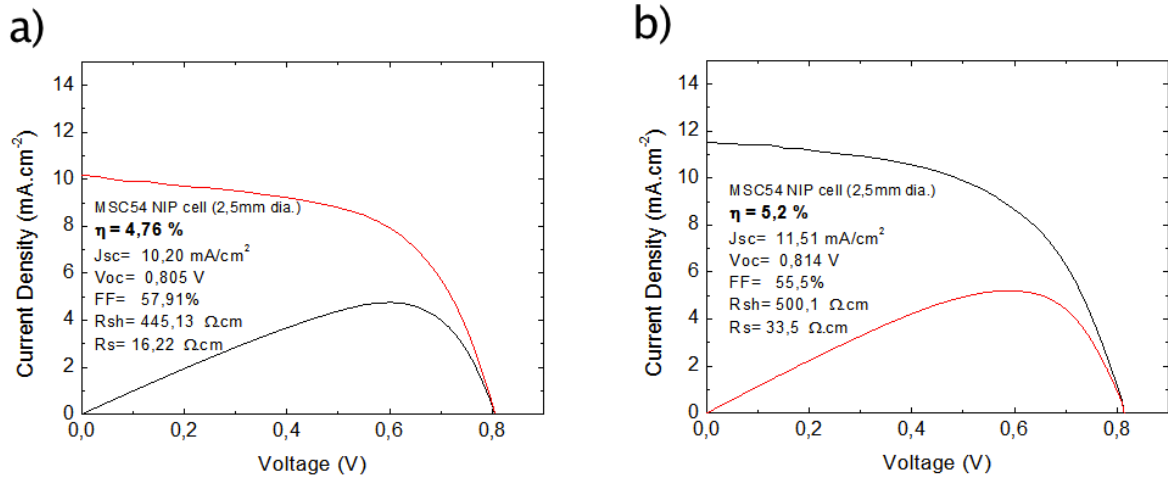 a)
14
12
10
8
6
4
2
0
Current Density (mA.cm-2)
MSC54 NIP cell (2,5mm dia.)
η = 4,76 %
Jsc= 10,20 mA/cm2
Voc= 0,805 V
FF= 57,91%
Rsh= 445,13 Ω.cm
Rs= 16,22 Ω.cm
0,0 0,2 0,4 0,6 0,8
Voltage (V)
b)
14
12
10
8
6
4
2
0
Current Density (mA.cm-2)
MSC54 NIP cell (2,5mm dia.)
η = 5,2 %
Jsc= 11,51 mA/cm2
Voc= 0,814 V
FF= 55,5%
Rsh= 500,1 Ω.cm
Rs= 33,5 Ω.cm
0,0 0,2 0,4 0,6 0,8
Voltage (V)